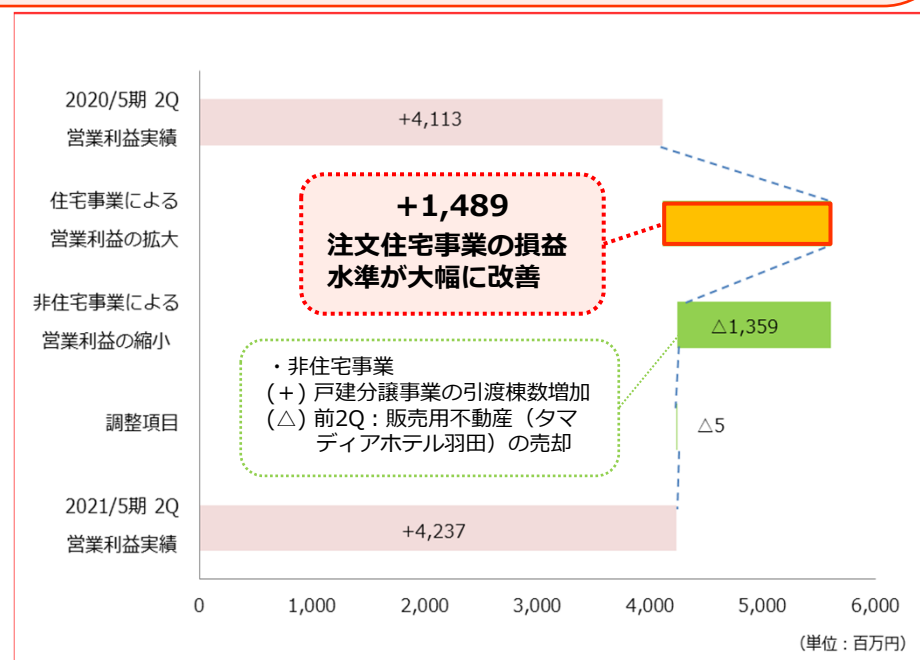 2020/5期 2Q
営業利益実績
+4,113
住宅事業による
営業利益の拡大
+1,489
注文住宅事業の損益
水準が大幅に改善
非住宅事業による
営業利益の縮小
△1,359
・非住宅事業
(+) 戸建分譲事業の引渡棟数増加
(△) 前2Q：販売用不動産（タマ
ディアホテル羽田）の売却
調整項目
△5
2021/5期 2Q
営業利益実績
+4,237
0 1,000 2,000 3,000 4,000 5,000 6,000
（単位：百万円）